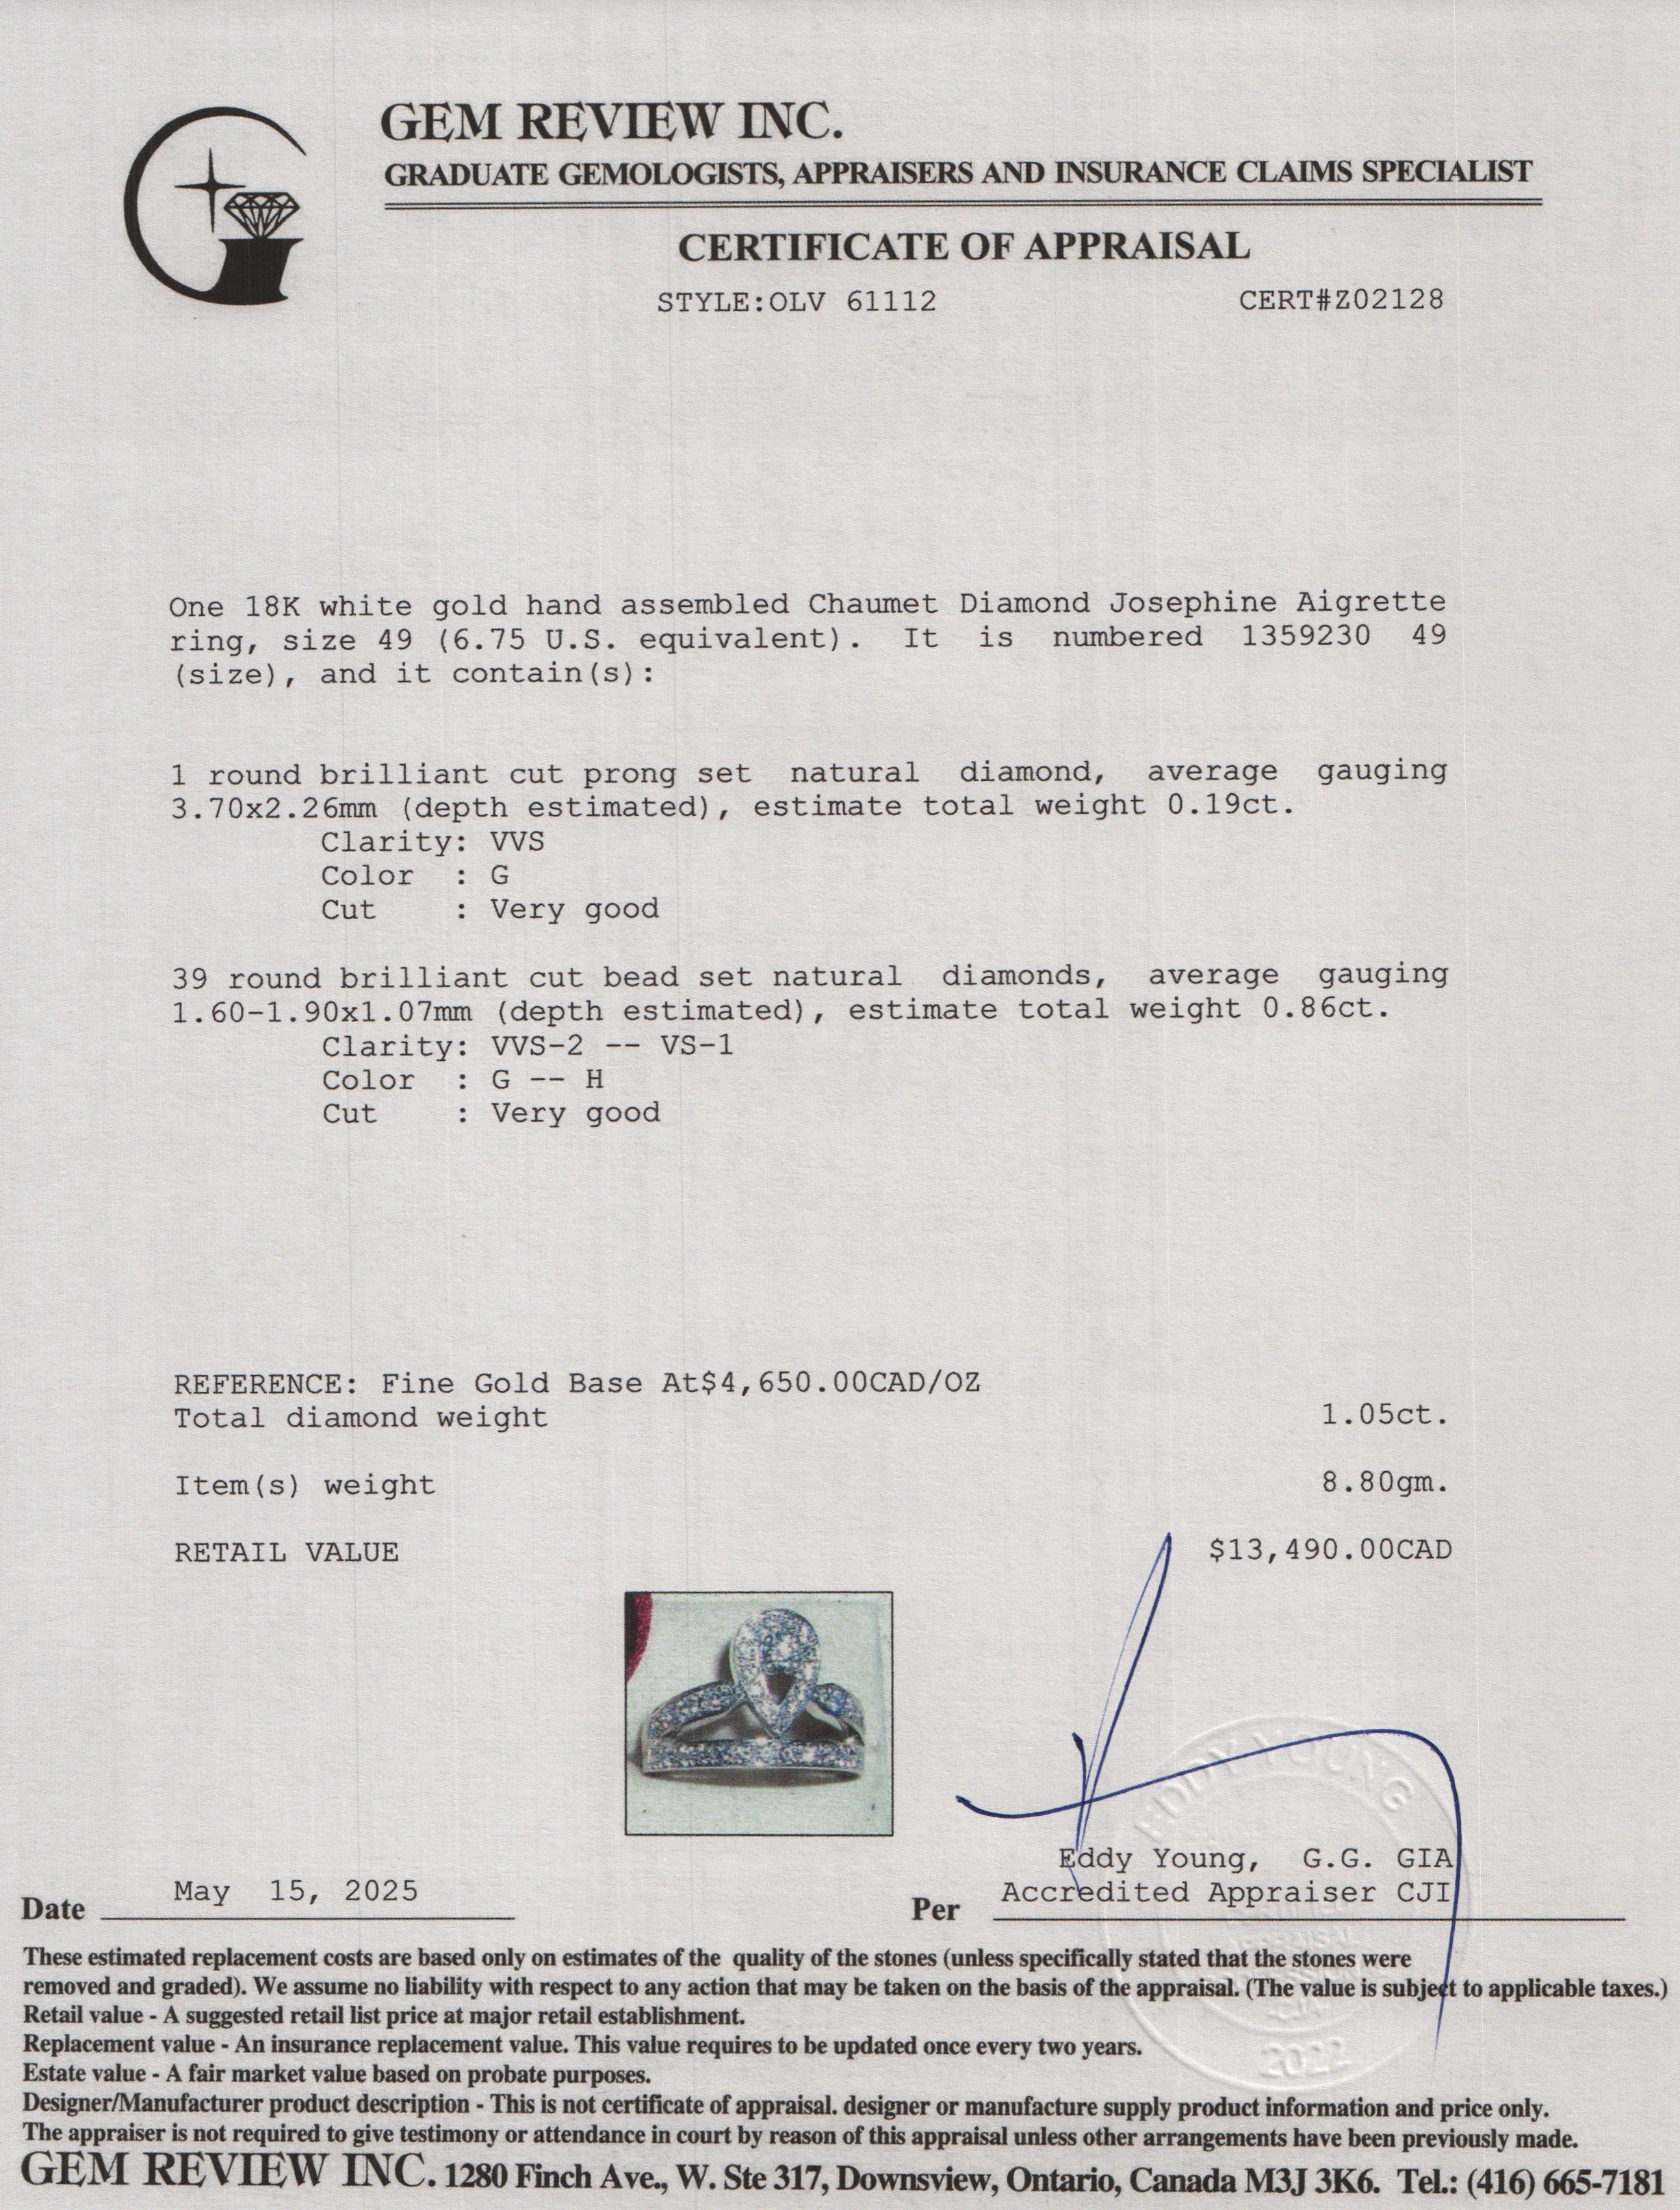 GEM REVIEW INC.
GRADUATE GEMOLOGISTS, APPRAISERS AND INSURANCE CLAIMS SPECIALIST
CERTIFICATE OF APPRAISAL
STYLE:OLV 61112 CERT#Z02128
One 18K white gold hand assembled Chaumet Diamond Josephine Aigrette
ring, size 49 (6.75 U.S. equivalent). It is numbered 1359230 49
(size), and it contain(s):
1 round brilliant cut prong set natural diamond, average gauging
3.70x2.26mm (depth estimated), estimate total weight 0.19ct.
Clarity: VVS
Color : G
Cut : Very good
39 round brilliant cut bead set natural diamonds, average gauging
1.60-1.90x1.07mm (depth estimated), estimate total weight 0.86ct.
Clarity: VVS-2 -- VS-1
Color : G -- H
Cut : Very good
REFERENCE: Fine Gold Base At$4,650.00CAD/OZ
Total diamond weight 1.05ct.
Item(s) weight 8.80gm.
RETAIL VALUE $13,490.00CAD
EDDY YOUNG
Eddy Young, G.G. GIA
Accredited Appraiser CJI
Date May 15, 2025 Per
2022
These estimated replacement costs are based only on estimates of the quality of the stones (unless specifically stated that the stones were
removed and graded). We assume no liability with respect to any action that may be taken on the basis of the appraisal. (The value is subject to applicable taxes.)
Retail value - A suggested retail list price at major retail establishment.
Replacement value - An insurance replacement value. This value requires to be updated once every two years.
Estate value - A fair market value based on probate purposes.
Designer/Manufacturer product description - This is not certificate of appraisal. designer or manufacture supply product information and price only.
The appraiser is not required to give testimony or attendance in court by reason of this appraisal unless other arrangements have been previously made.
GEM REVIEW INC. 1280 Finch Ave., W. Ste 317, Downsview, Ontario, Canada M3J 3K6. Tel.: (416) 665-7181